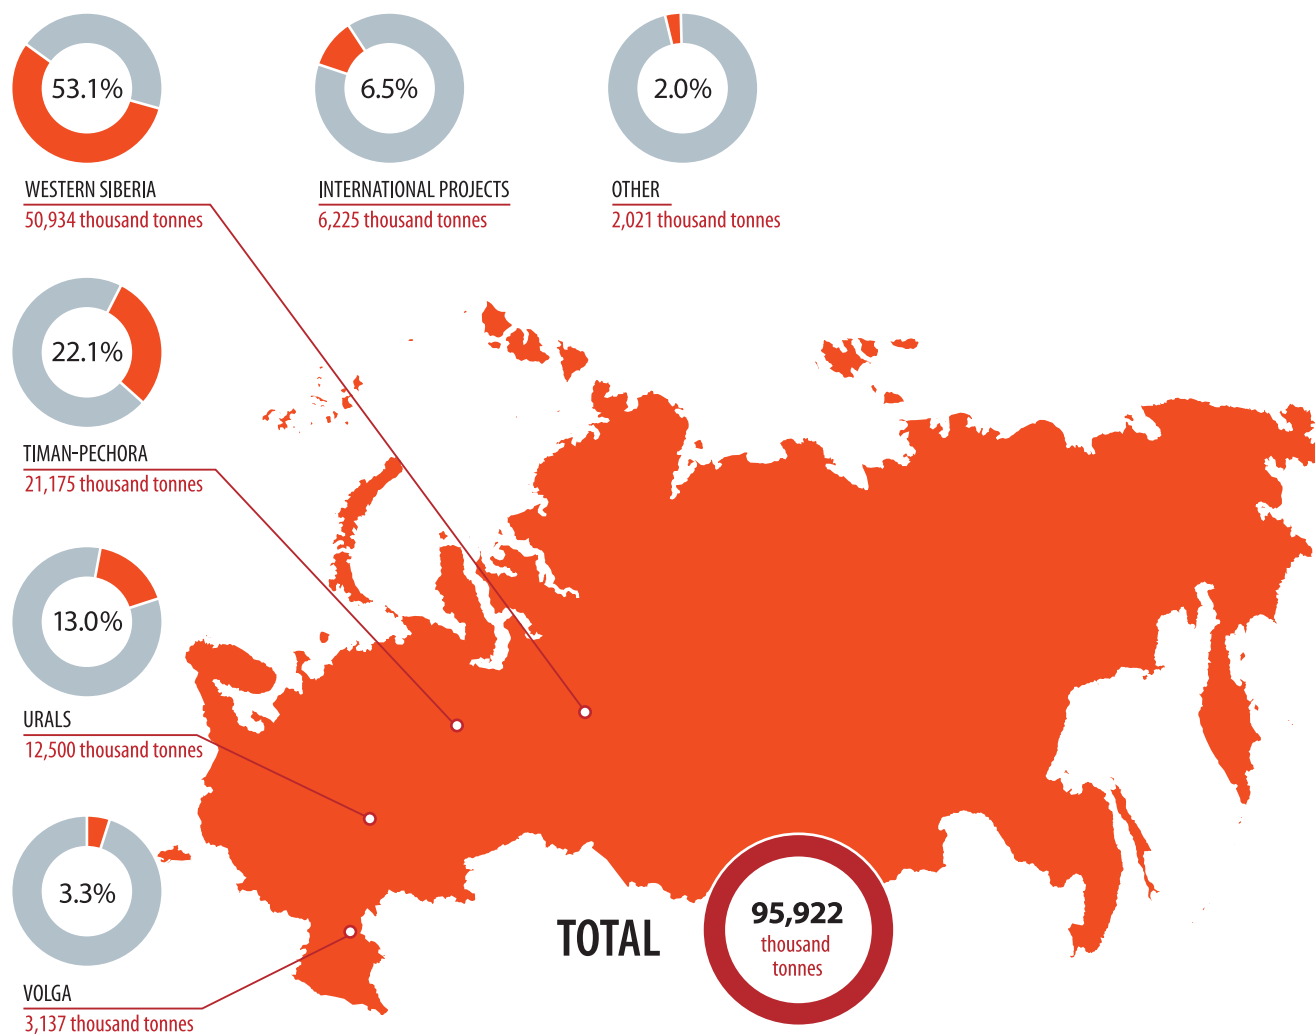 53.1%
WESTERN SIBERIA
50,934 thousand tonnes
6.5%
INTERNATIONAL PROJECTS
6,225 thousand tonnes
2.0%
OTHER
2,021 thousand tonnes
22.1%
TIMAN-PECHORA
21,175 thousand tonnes
13.0%
URALS
12,500 thousand tonnes
3.3%
VOLGA
3,137 thousand tonnes
TOTAL
95,922
thousand
tonnes